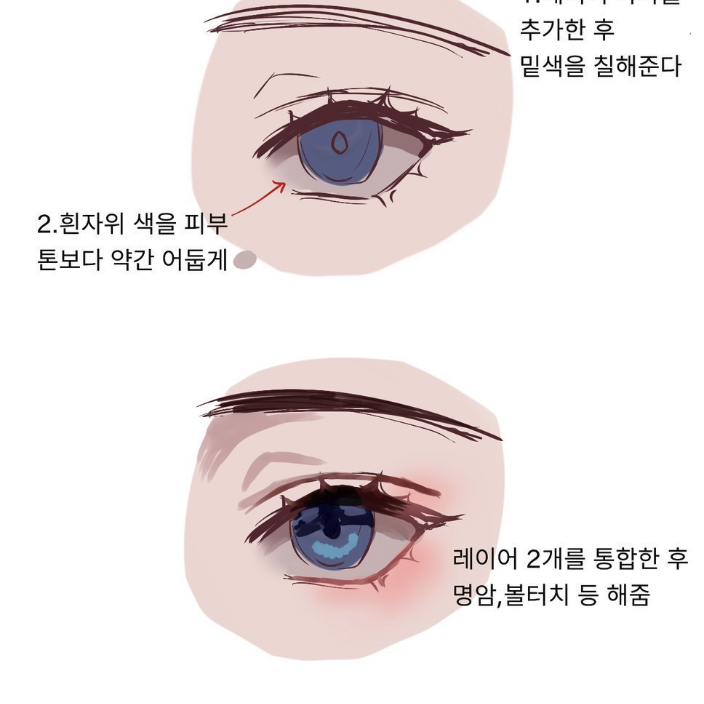 추가한 후
밑색을 칠해준다
2.흰자위 색을 피부
톤보다 약간 어둡게
레이어 2개를 통합한 후
명암,볼터치 등 해줌